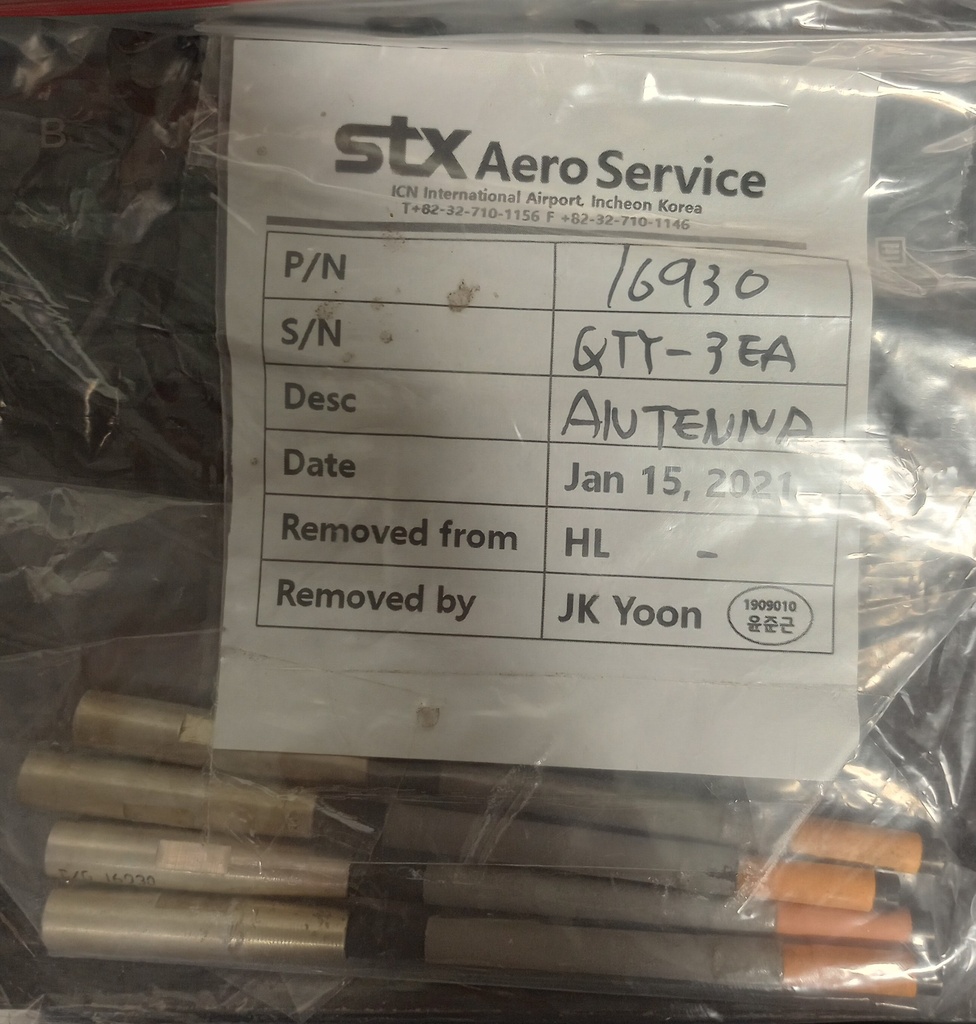 stx Aero Service
ICN International Airport, Incheon Korea
T+82-32-710-1156 F +82-32-710-1146
P/N 16930
S/N QTY-3EA
Desc ANTENNA
Date Jan 15, 2021
Removed from HL -
Removed by JK Yoon 1909010
윤준근
16930